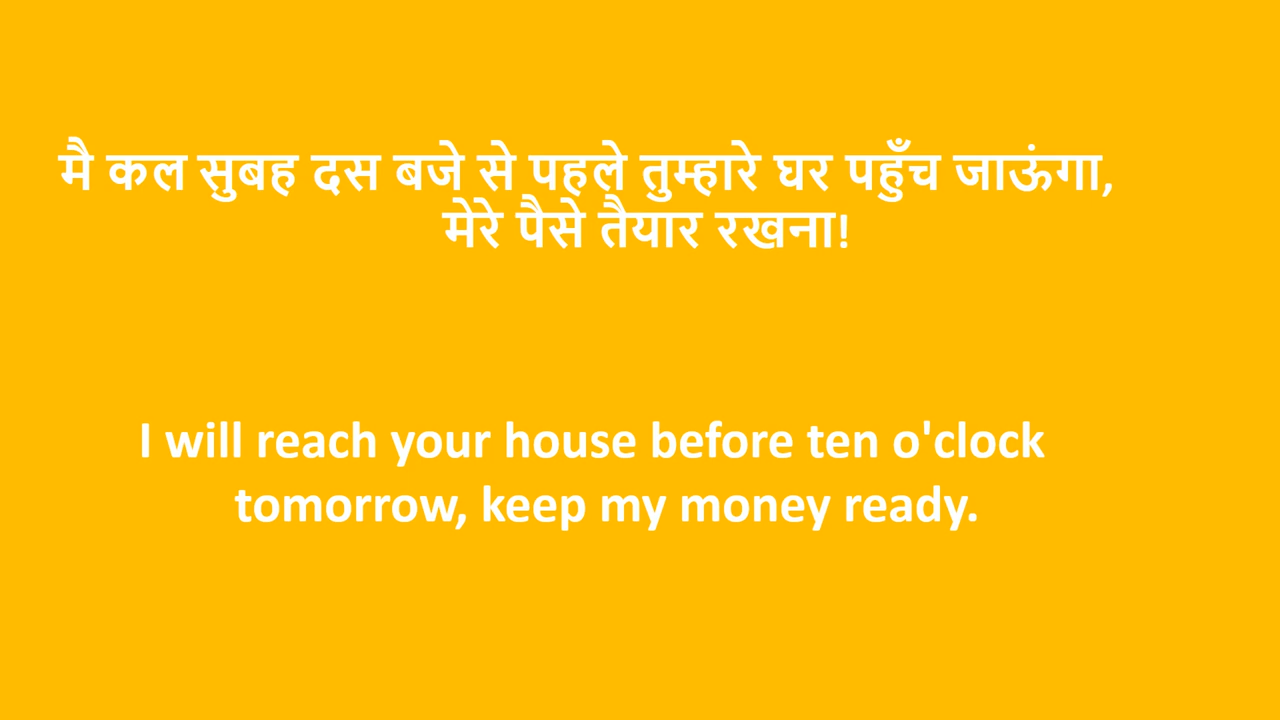 मै कल सुबह दस बजे से पहले तुम्हारे घर पहुँच जाऊंगा,
मेरे पैसे तैयार रखना!
I will reach your house before ten o'clock
tomorrow, keep my money ready.